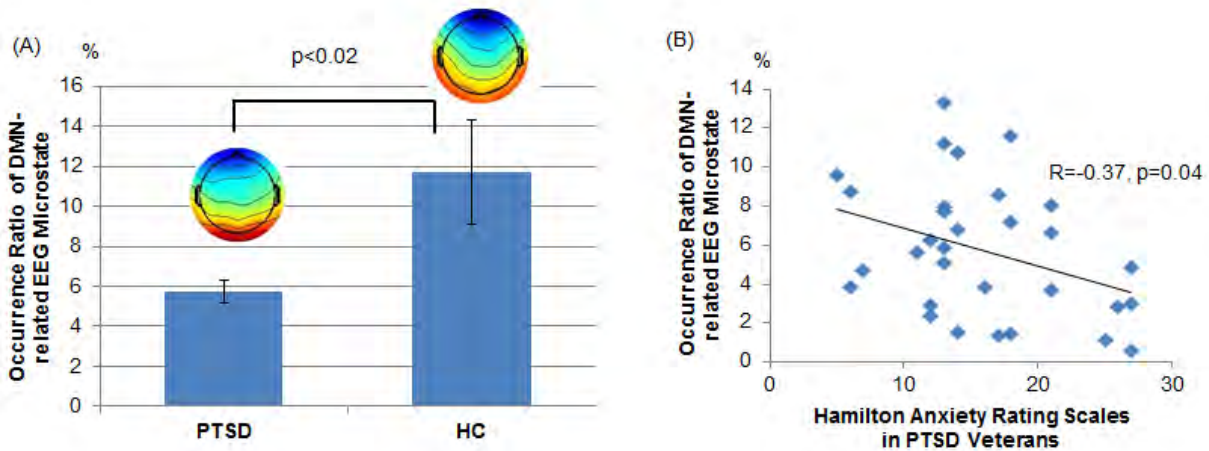 (A)
%
p<0.02
Occurrence Ratio of DMN-
related EEG Microstate
16
14
12
10
8
6
4
2
0
PTSD
HC
(B)
%
Occurrence Ratio of DMN-
related EEG Microstate
14
12
10
8
6
4
2
0
R=-0.37, p=0.04
0
10
20
30
Hamilton Anxiety Rating Scales
in PTSD Veterans